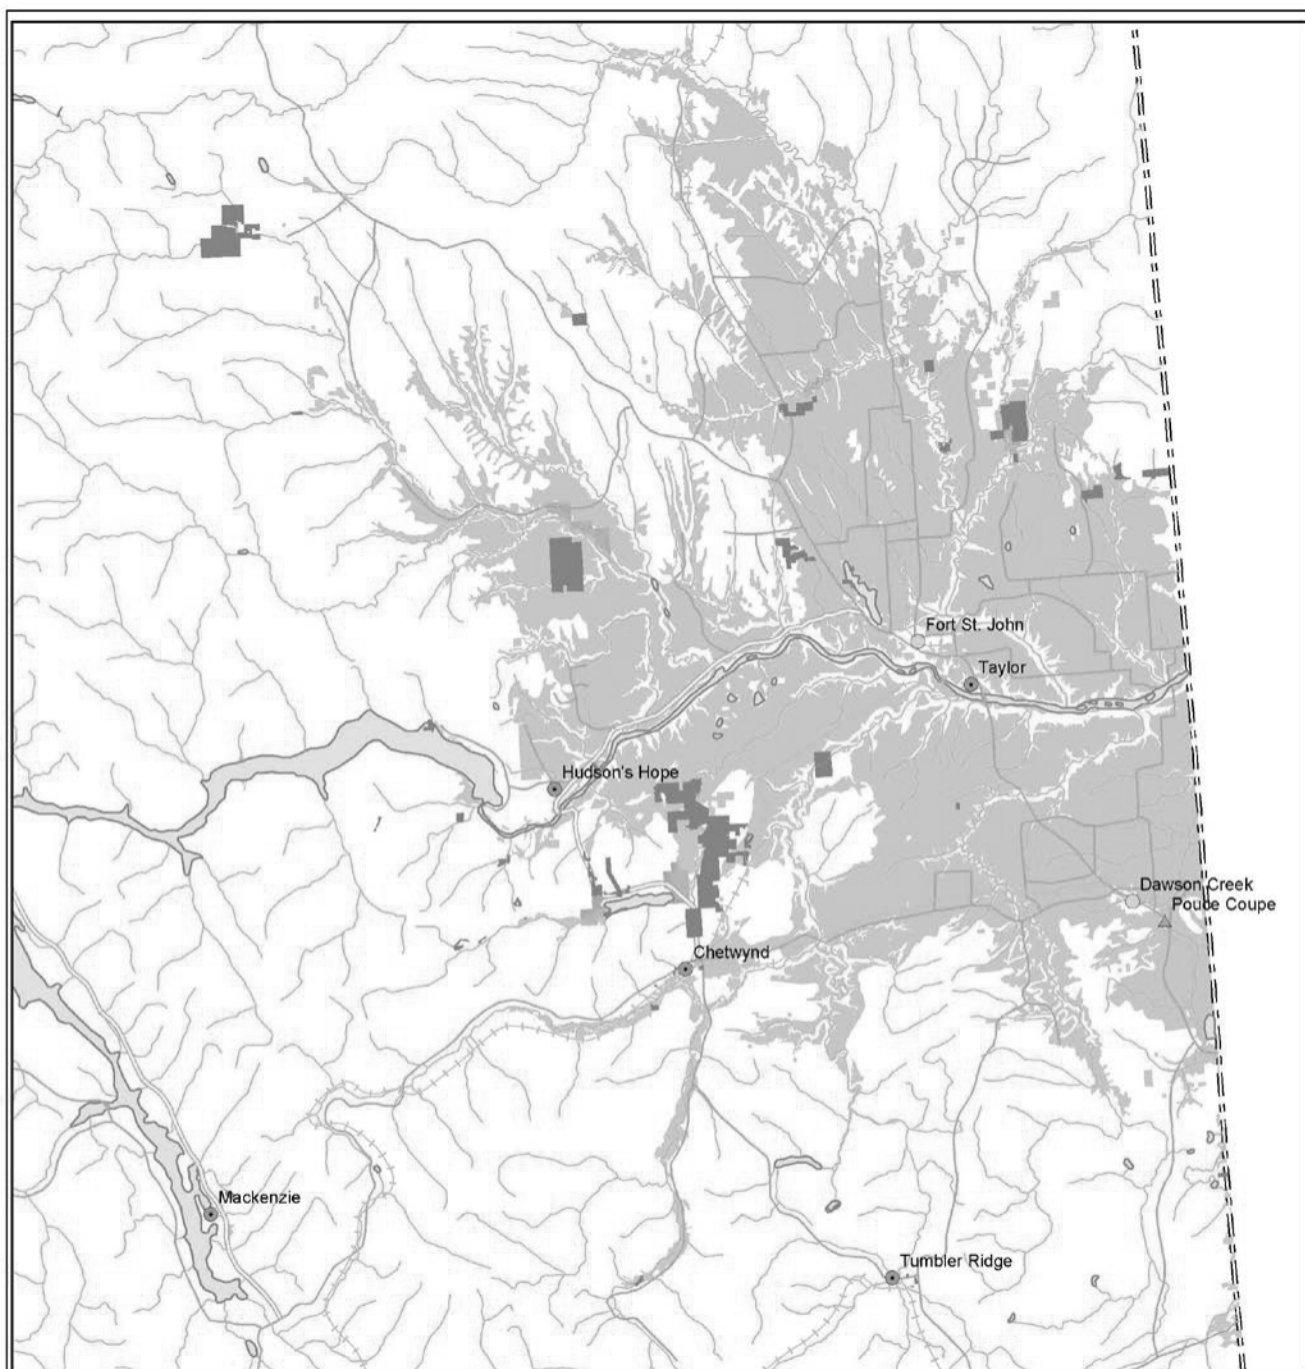 Fort St. John
Taylor
Hudson's Hope
Dawson Creek
Pouce Coupe
Chetwynd
Mackenzie
Tumbler Ridge